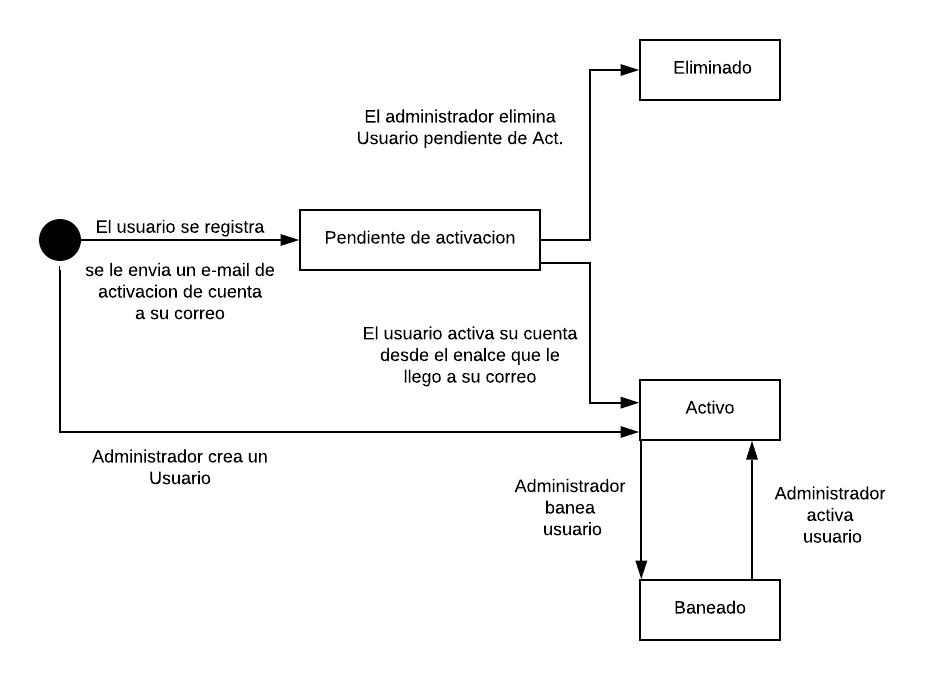 Eliminado
El administrador elimina
Usuario pendiente de Act.
El usuario se registra
Pendiente de activacion
se le envia un e-mail de
activacion de cuenta
a su correo
El usuario activa su cuenta
desde el enalce que le
llego a su correo
Activo
Administrador crea un
Usuario
Administrador
banea
usuario
Administrador
activa
usuario
Baneado